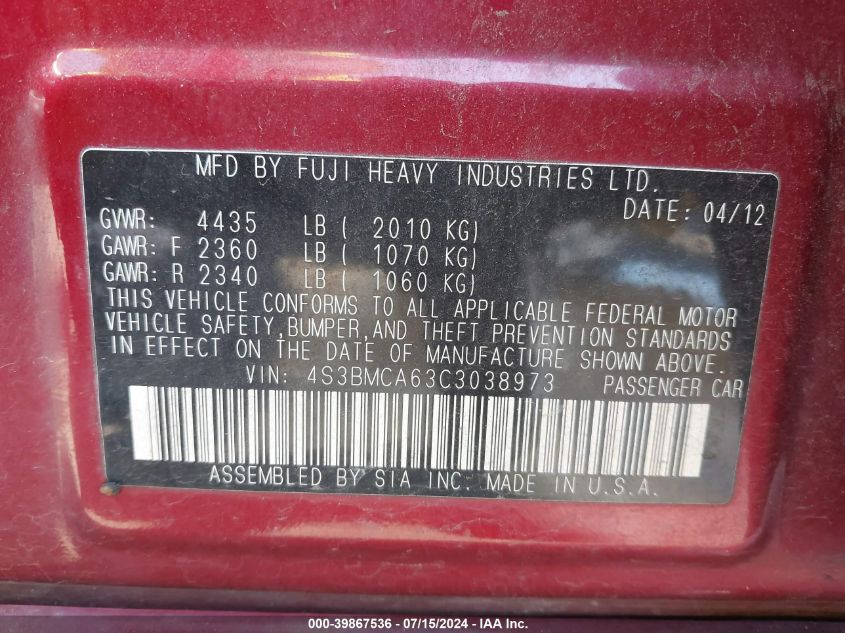 MFD BY FUJI HEAVY INDUSTRIES LTD.
DATE: 04/12
GVWR: 4435 LB ( 2010 KG)
GAWR: F 2360 LB ( 1070 KG)
GAWR: R 2340 LB ( 1060 KG)
THIS VEHICLE CONFORMS TO ALL APPLICABLE FEDERAL MOTOR
VEHICLE SAFETY, BUMPER, AND THEFT PREVENTION STANDARDS
IN EFFECT ON THE DATE OF MANUFACTURE SHOWN ABOVE.
VIN: 4S3BMCA63C3038973 PASSENGER CAR
ASSEMBLED BY SIA INC. MADE IN U.S.A.
000-39867536 - 07/15/2024 - IAA Inc.